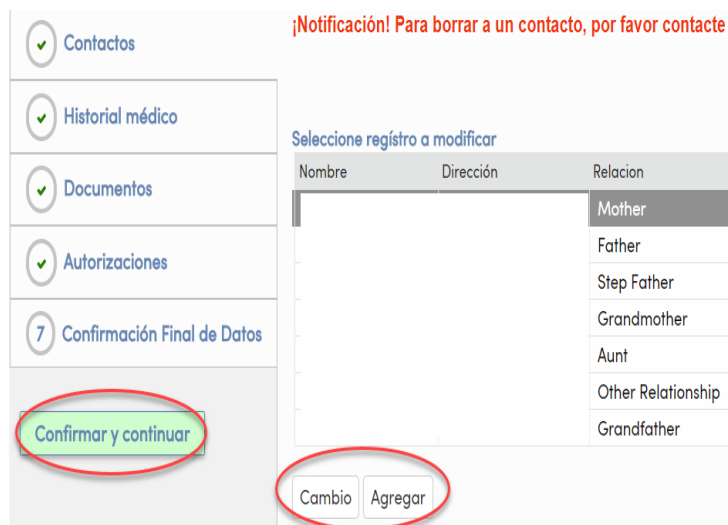 Contactos
Historial médico
Documentos
Autorizaciones
7 Confirmación Final de Datos
Confirmar y continuar
¡Notificación! Para borrar a un contacto, por favor contacte
Seleccione regístro a modificar
Nombre Dirección Relacion
Mother
Father
Step Father
Grandmother
Aunt
Other Relationship
Grandfather
Cambio Agregar